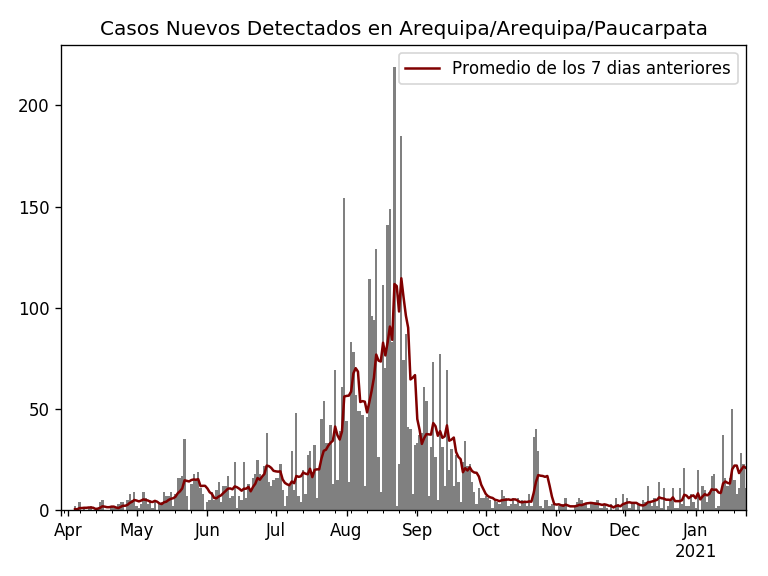 Casos Nuevos Detectados en Arequipa/Arequipa/Paucarpata
Promedio de los 7 dias anteriores
200
150
100
50
0
Apr May Jun Jul Aug Sep Oct Nov Dec Jan
2021